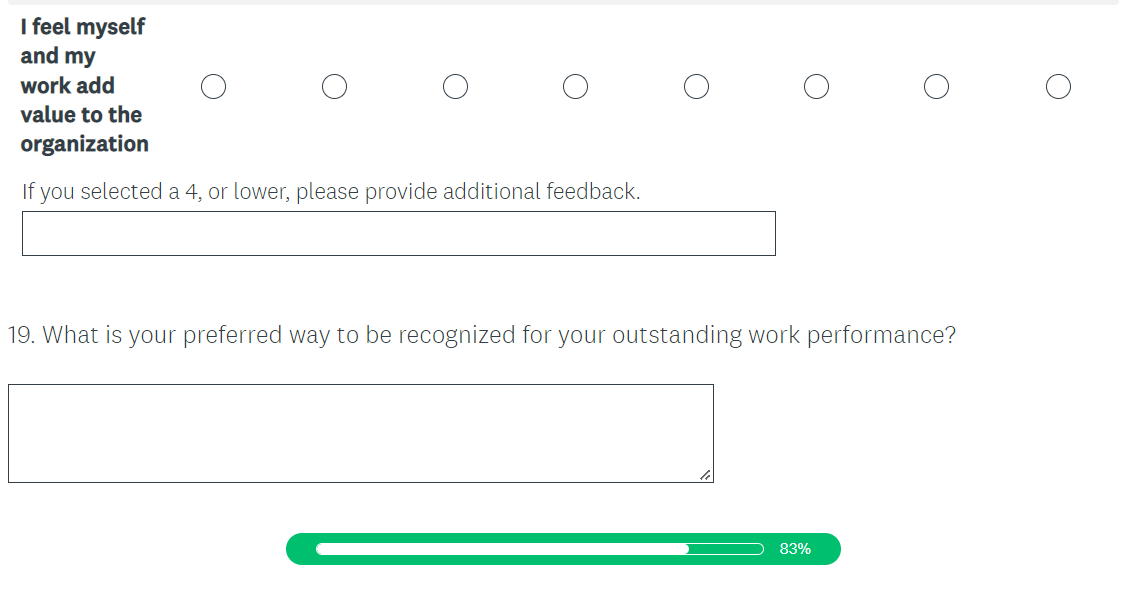 I feel myself
and my
work add
value to the
organization
If you selected a 4, or lower, please provide additional feedback.
19. What is your preferred way to be recognized for your outstanding work performance?
83%